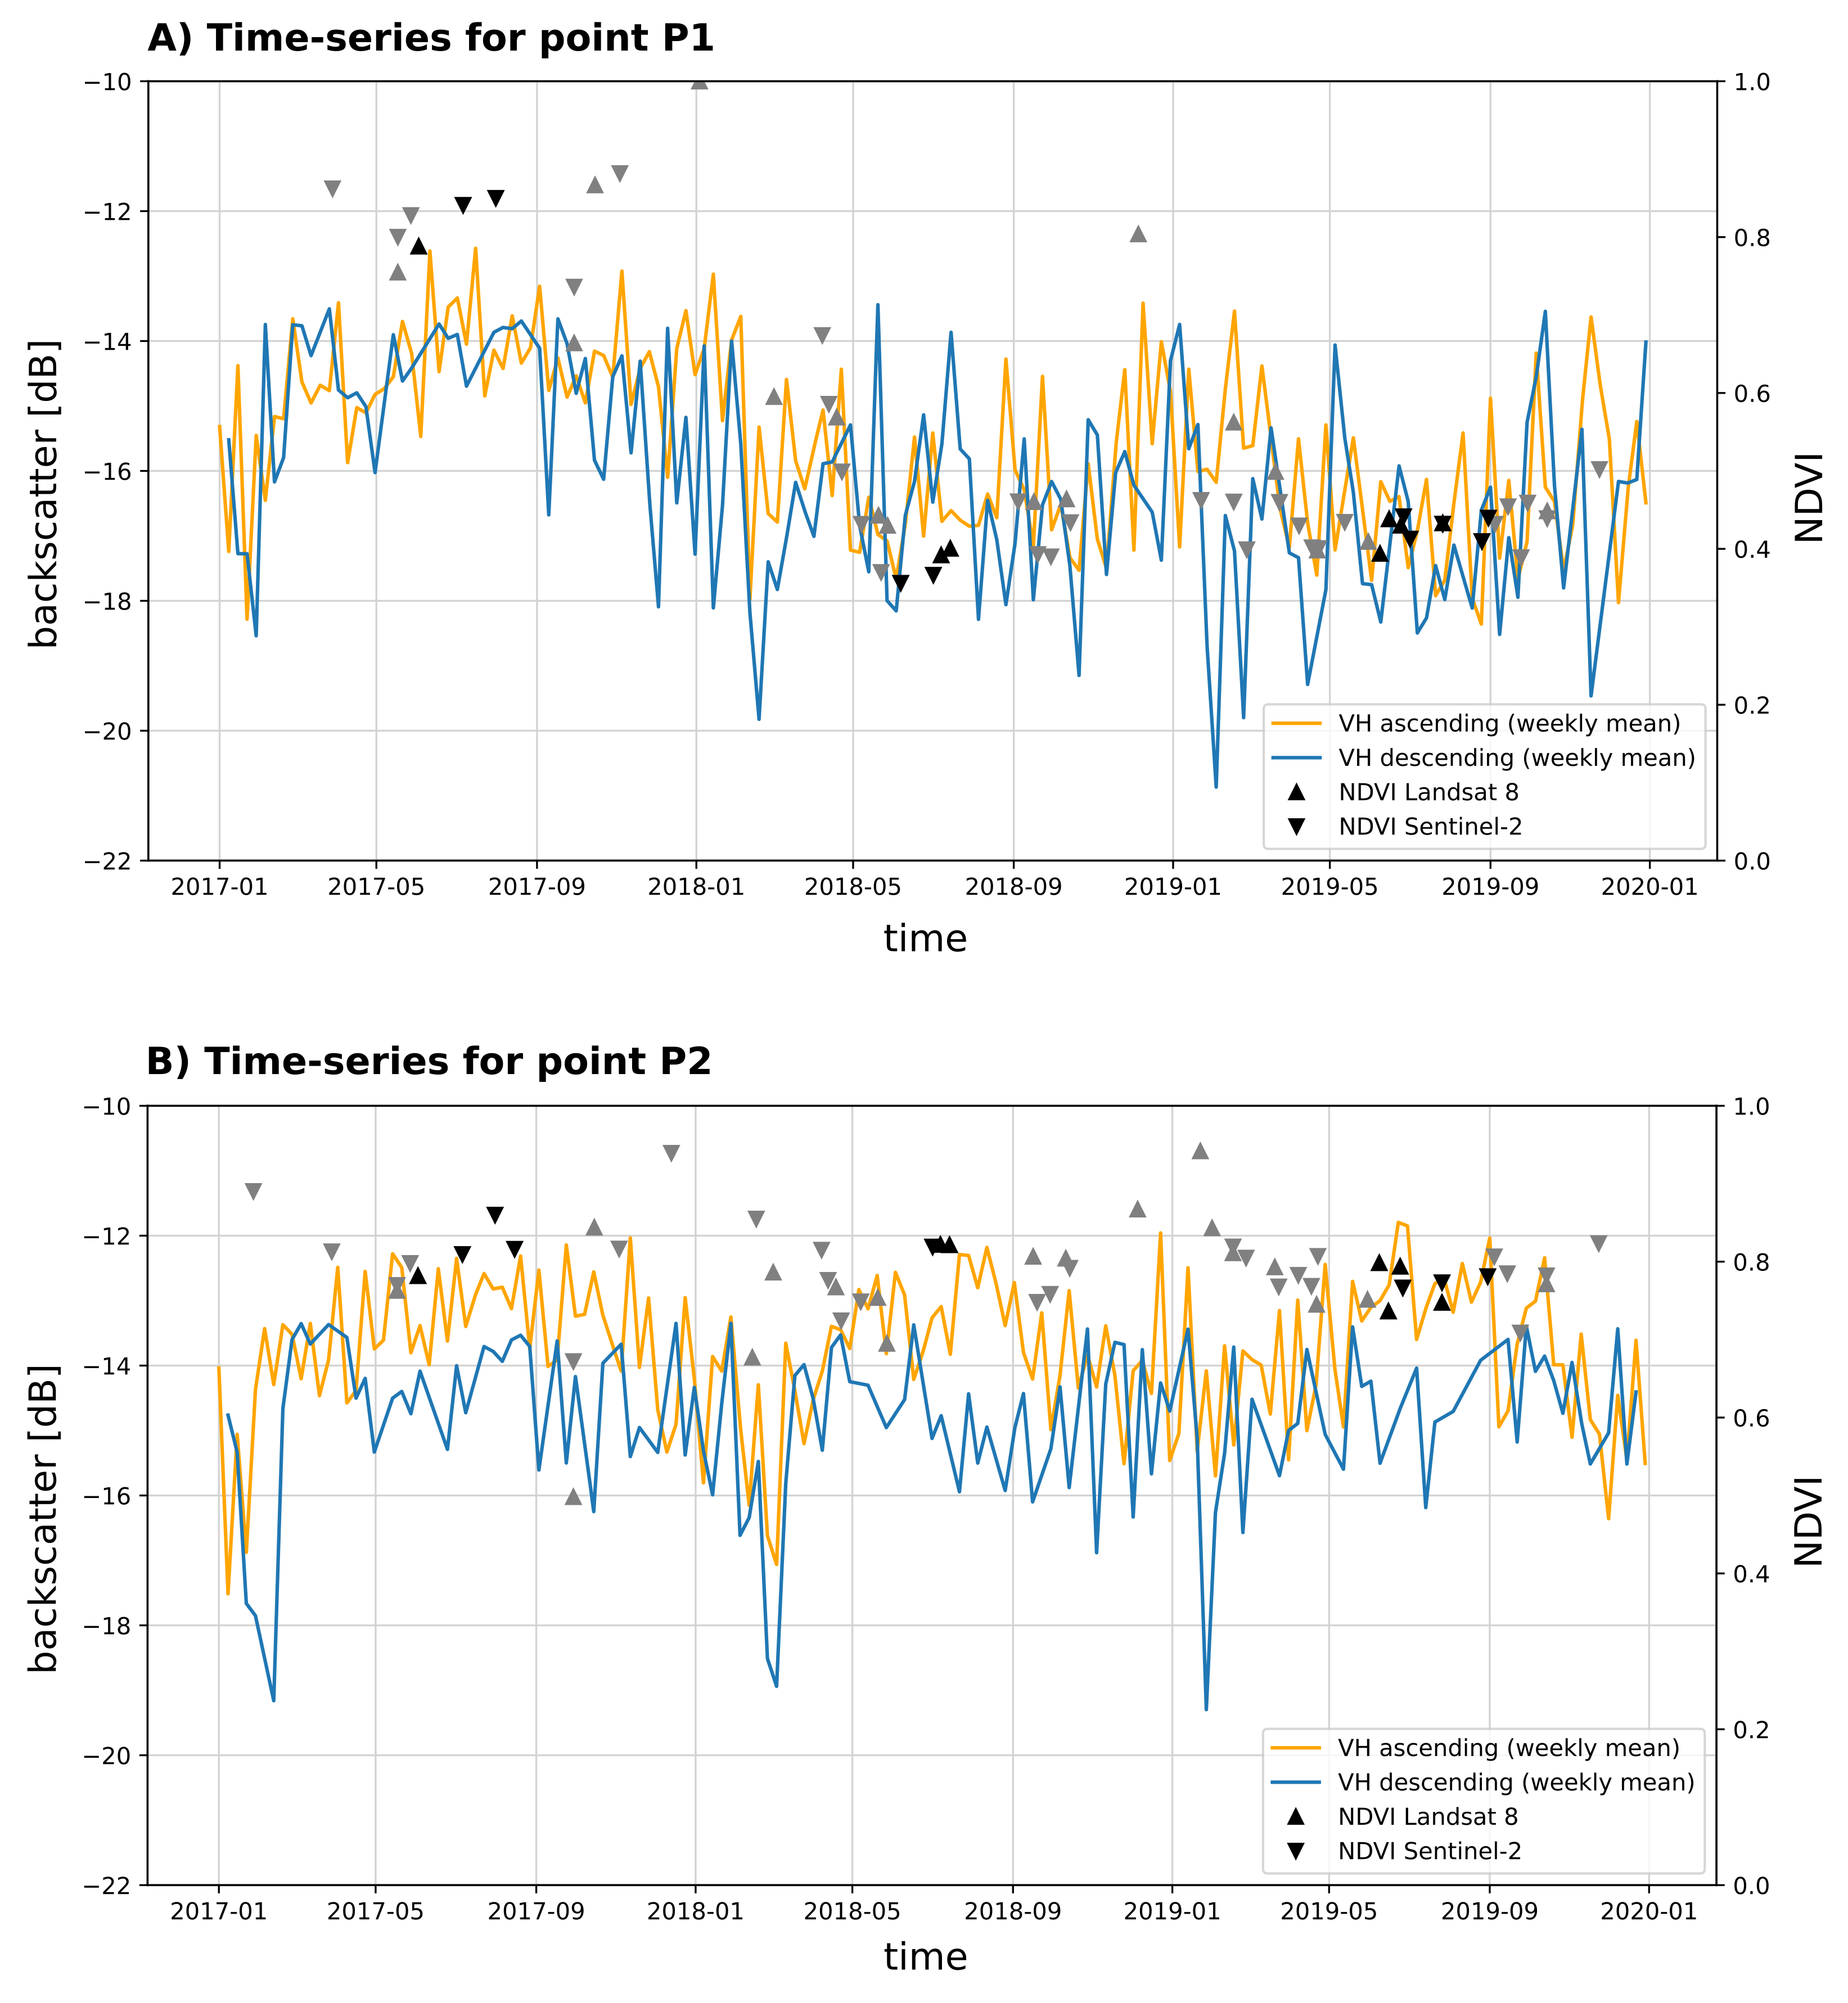 A) Time-series for point P1
−10
−12
−14
−16
−18
−20
−22
backscatter [dB]
1.0
0.8
0.6
0.4
0.2
0.0
NDVI
VH ascending (weekly mean)
VH descending (weekly mean)
NDVI Landsat 8
NDVI Sentinel-2
2017-01 2017-05 2017-09 2018-01 2018-05 2018-09 2019-01 2019-05 2019-09 2020-01
time
B) Time-series for point P2
−10
−12
−14
−16
−18
−20
−22
backscatter [dB]
1.0
0.8
0.6
0.4
0.2
0.0
NDVI
VH ascending (weekly mean)
VH descending (weekly mean)
NDVI Landsat 8
NDVI Sentinel-2
2017-01 2017-05 2017-09 2018-01 2018-05 2018-09 2019-01 2019-05 2019-09 2020-01
time